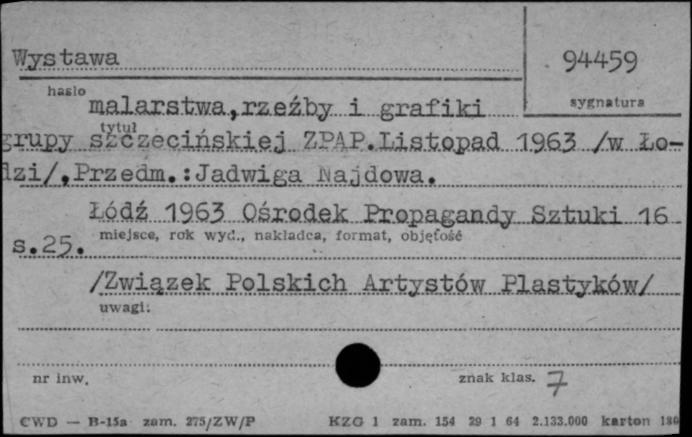 Wystawa
94459
hasło
sygnatura
malarstwa,rzeźby i grafiki
tytuł
grupy szczecińskiej ZPAP.Listopad 1963 /w Ło-
dzi/.Przedm.:Jadwiga Najdowa.
Łódź 1963 Ośrodek Propagandy Sztuki 16
miejsce, rok wyd., nakładca, format, objętość
s.25.
/Związek Polskich Artystów Plastyków/
uwagi:
nr inw.
znak klas. 7
CWD — B-15a zam. 275/ZW/P KZG 1 zam. 154 29 1 64 2.133.000 karton 180